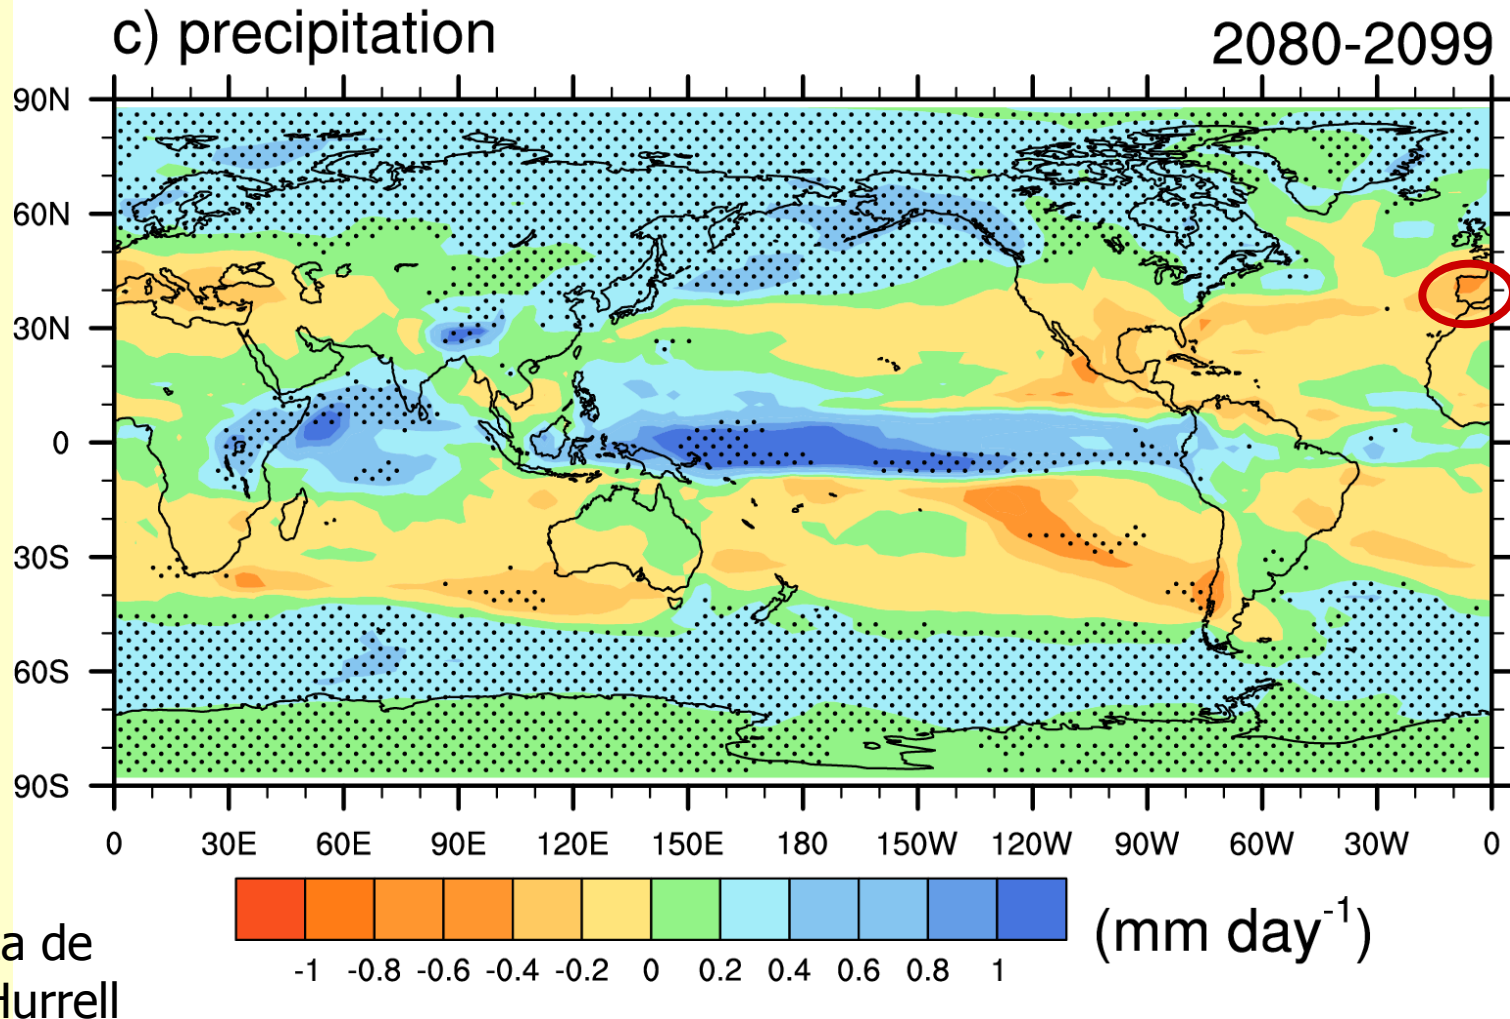 c) precipitation 2080-2099
90N
60N
30N
0
30S
60S
90S
0 30E 60E 90E 120E 150E 180 150W 120W 90W 60W 30W 0
-1 -0.8 -0.6 -0.4 -0.2 0 0.2 0.4 0.6 0.8 1
(mm day-1)
a de
Hurrell